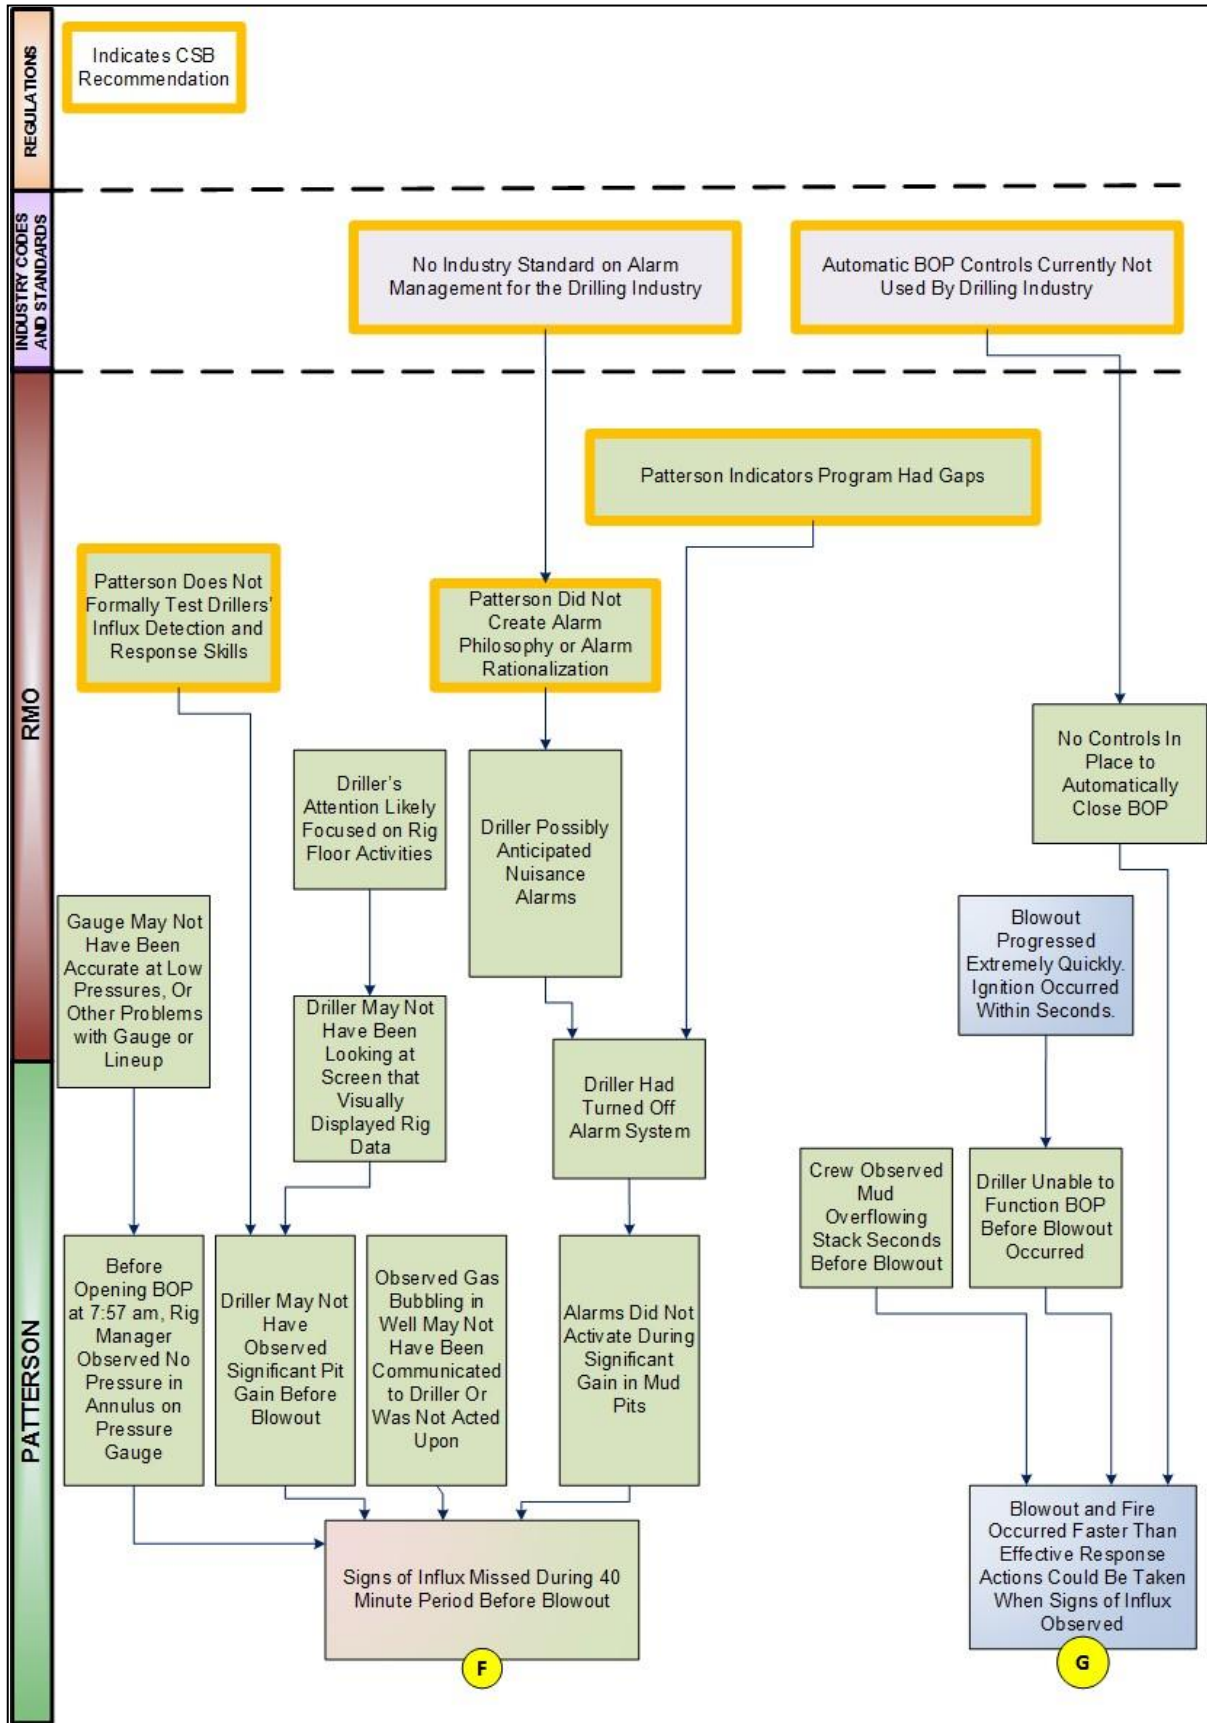 REGULATIONS
Indicates CSB
Recommendation
INDUSTRY CODES
AND STANDARDS
No Industry Standard on Alarm
Management for the Drilling Industry
Automatic BOP Controls Currently Not
Used By Drilling Industry
RMO
Patterson Indicators Program Had Gaps
Patterson Does Not
Formally Test Drillers'
Influx Detection and
Response Skills
Patterson Did Not
Create Alarm
Philosophy or Alarm
Rationalization
No Controls In
Place to
Automatically
Close BOP
Driller's
Attention Likely
Focused on Rig
Floor Activities
Driller Possibly
Anticipated
Nuisance
Alarms
Gauge May Not
Have Been
Accurate at Low
Pressures, Or
Other Problems
with Gauge or
Lineup
Blowout
Progressed
Extremely Quickly.
Ignition Occurred
Within Seconds.
Driller May Not
Have Been
Looking at
Screen that
Visually
Displayed Rig
Data
Driller Had
Turned Off
Alarm System
PATTERSON
Crew Observed
Mud
Overflowing
Stack Seconds
Before Blowout
Driller Unable to
Function BOP
Before Blowout
Occurred
Before
Opening BOP
at 7:57 am, Rig
Manager
Observed No
Pressure in
Annulus on
Pressure
Gauge
Driller May Not
Have
Observed
Significant Pit
Gain Before
Blowout
Observed Gas
Bubbling in
Well May Not
Have Been
Communicated
to Driller Or
Was Not Acted
Upon
Alarms Did Not
Activate During
Significant
Gain in Mud
Pits
Signs of Influx Missed During 40
Minute Period Before Blowout
F
Blowout and Fire
Occurred Faster Than
Effective Response
Actions Could Be Taken
When Signs of Influx
Observed
G